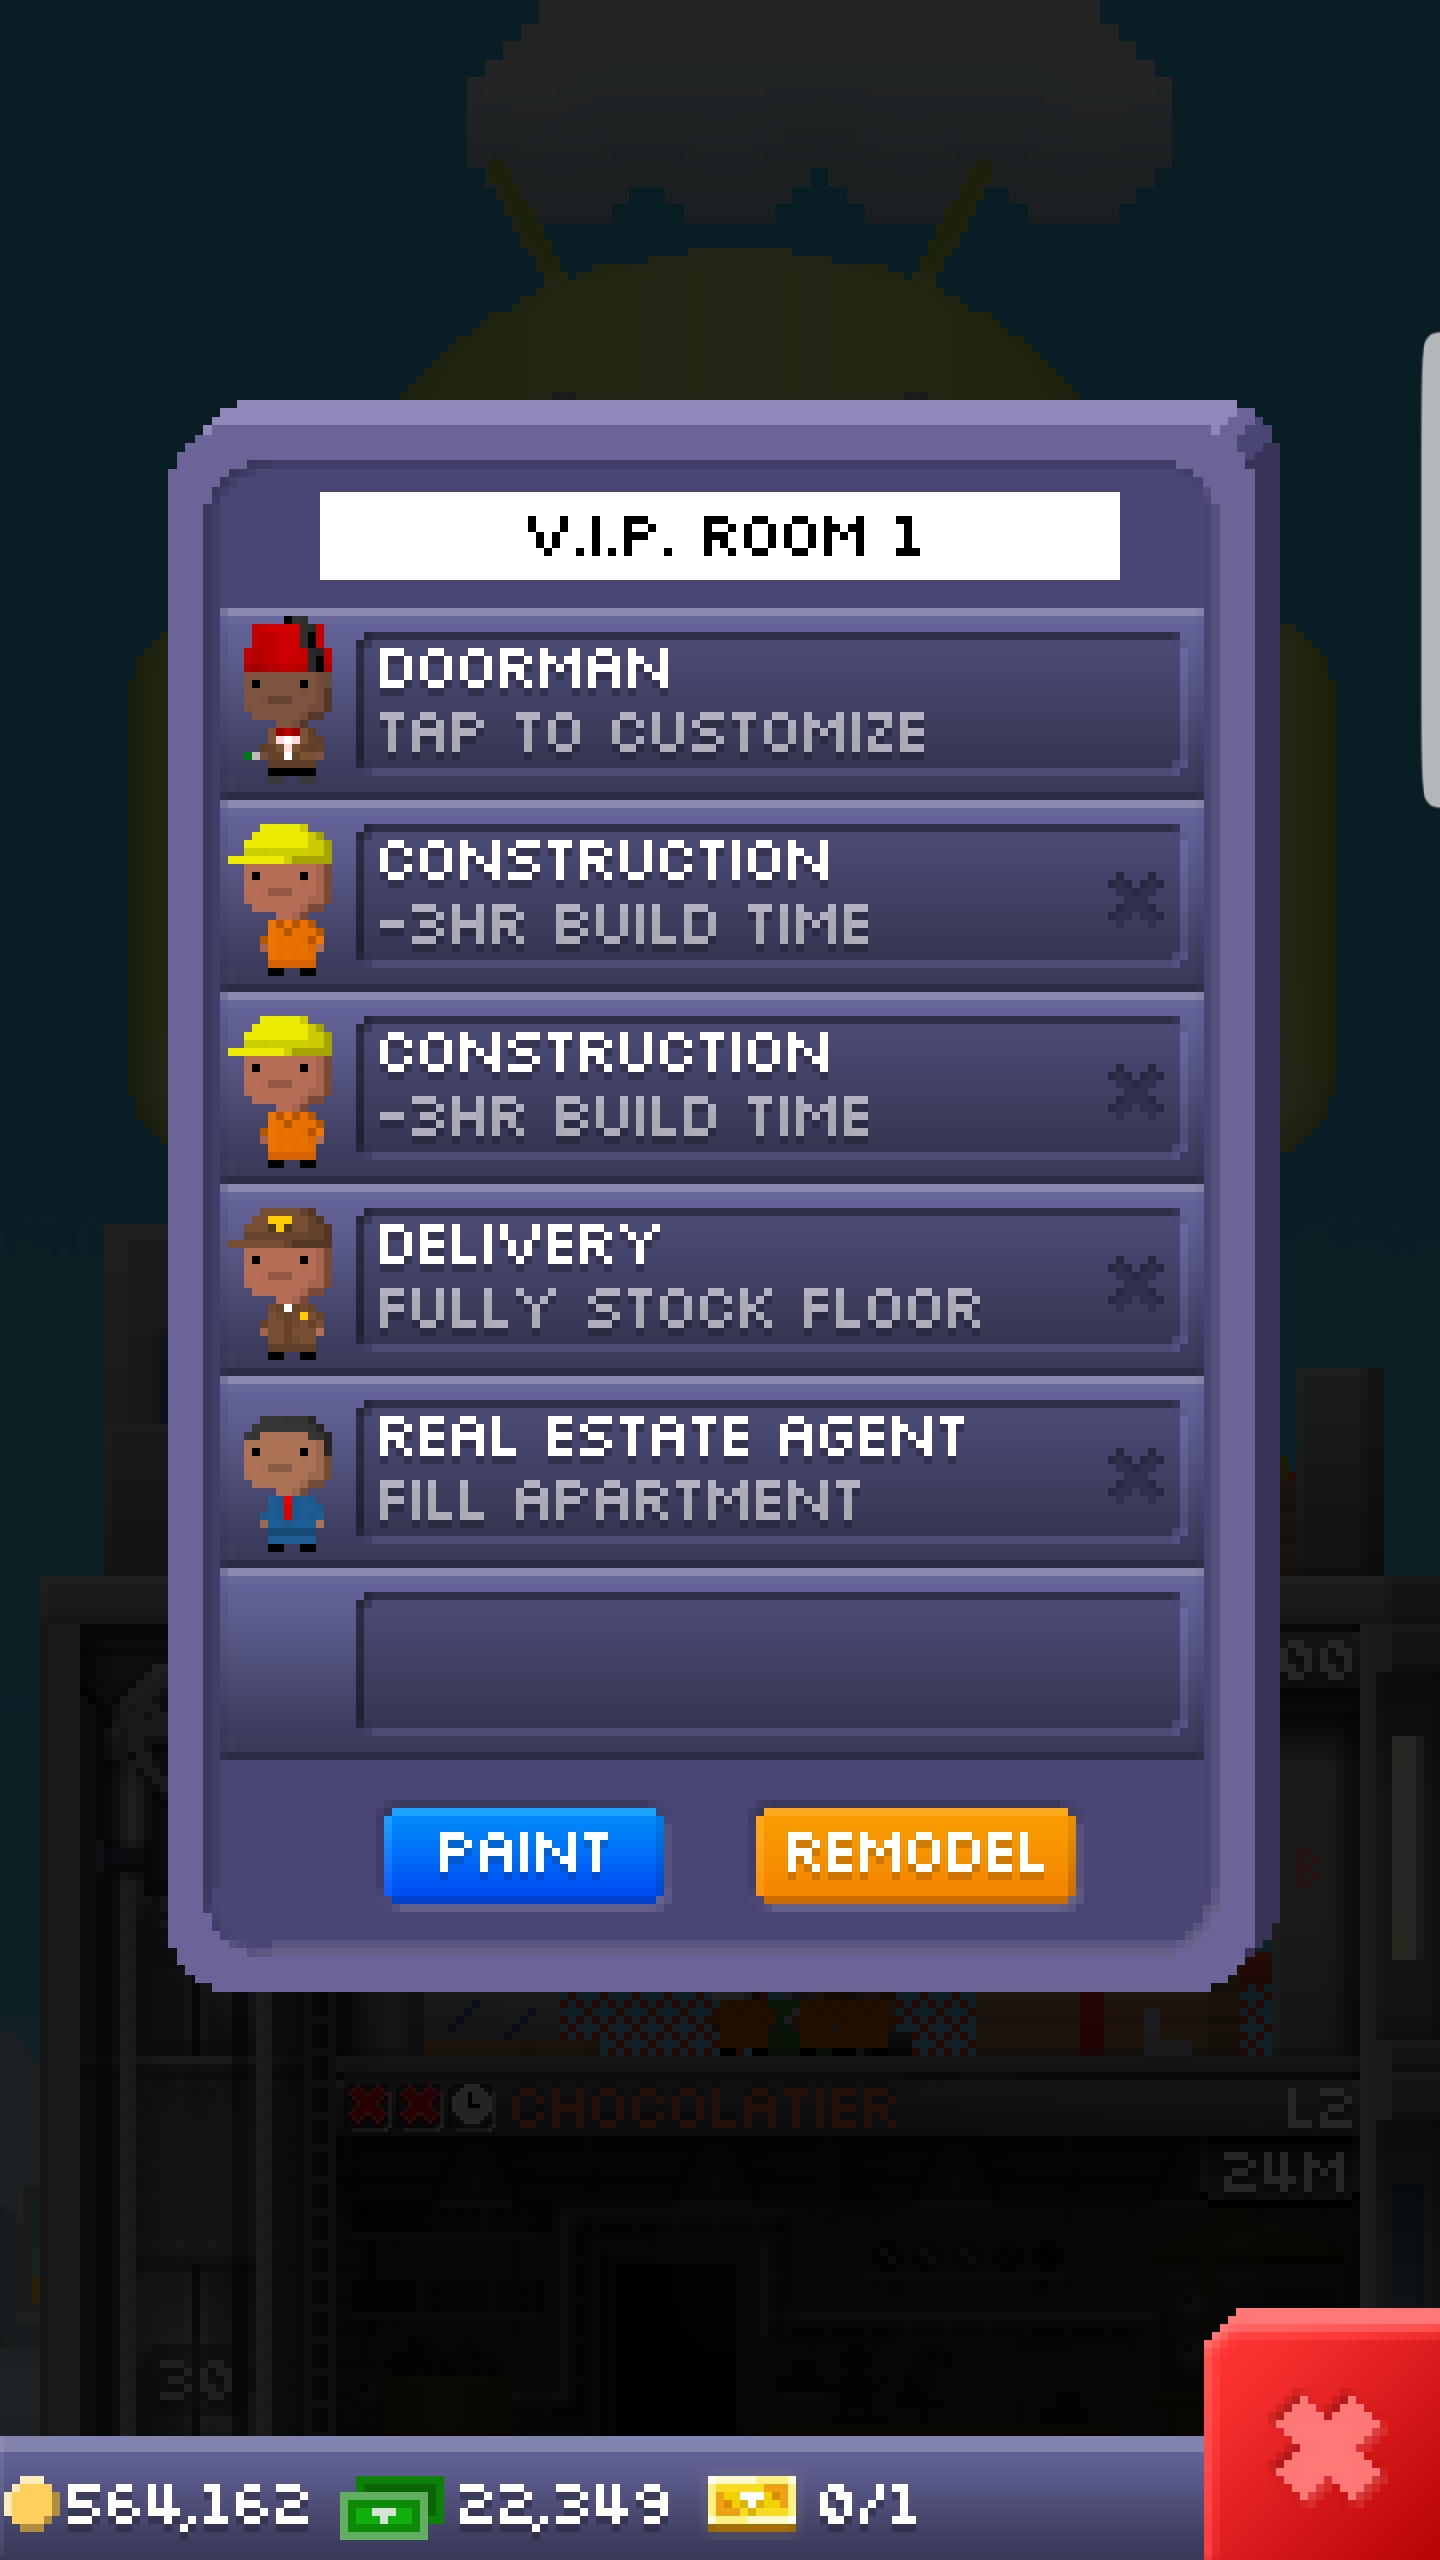 V.I.P. ROOM 1
DOORMAN
TAP TO CUSTOMIZE
CONSTRUCTION
-3HR BUILD TIME
CONSTRUCTION
-3HR BUILD TIME
DELIVERY
FULLY STOCK FLOOR
REAL ESTATE AGENT
FILL APARTMENT
00
PAINT
REMODEL
B
CHOCOLATIER
L2
24M
30
564,162
22,349
0/1